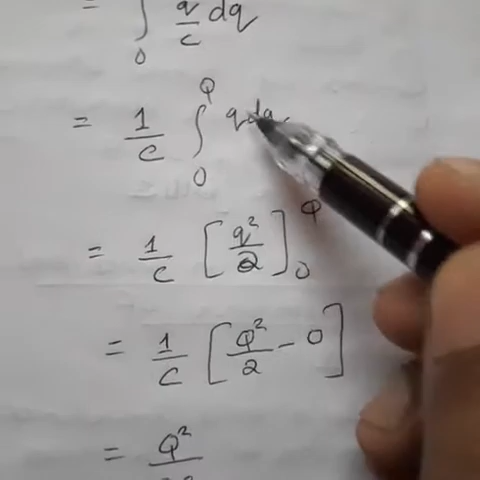 = ∫₀ q/c dq
= 1/c ∫₀^Q q dq
= 1/c [q²/2]₀^Q
= 1/c [Q²/2 - 0]
= Q²/